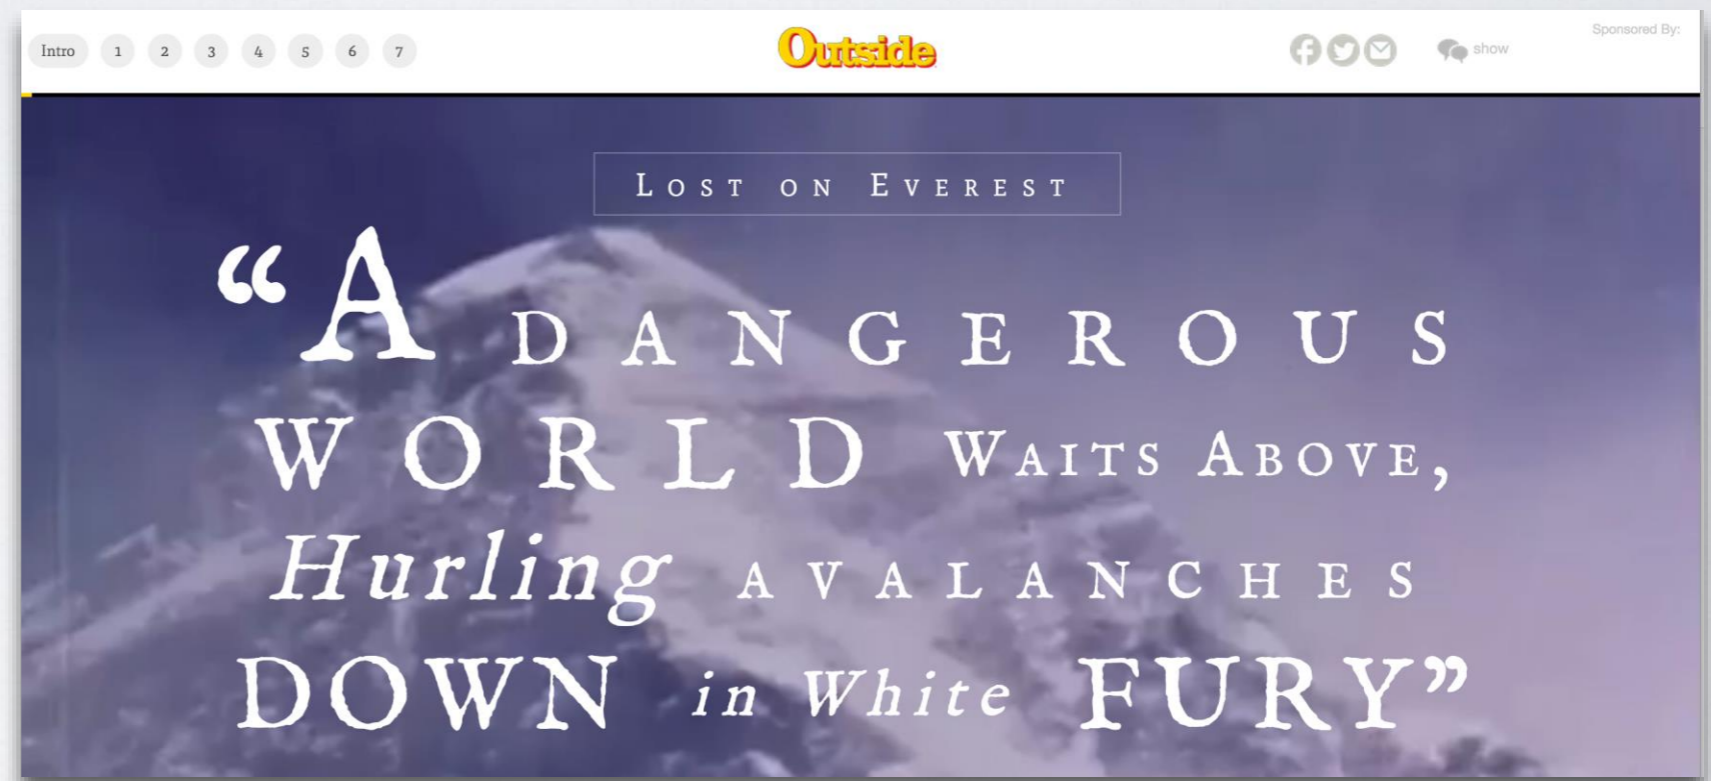 Intro 1 2 3 4 5 6 7
Outside
show
Sponsored By:
LOST ON EVEREST
“A DANGEROUS
WORLD WAITS ABOVE,
Hurling AVALANCHES
DOWN in White FURY”